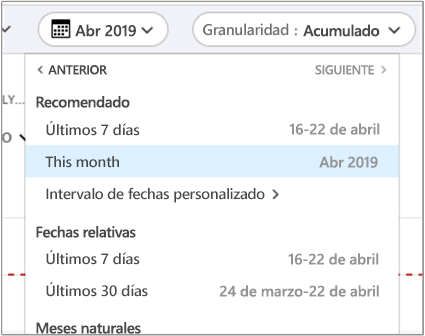 Abr 2019
Granularidad : Acumulado
ANTERIOR
SIGUIENTE
LY...
O
Recomendado
Últimos 7 días 16-22 de abril
This month Abr 2019
Intervalo de fechas personalizado
Fechas relativas
Últimos 7 días 16-22 de abril
Últimos 30 días 24 de marzo-22 de abril
Meses naturales